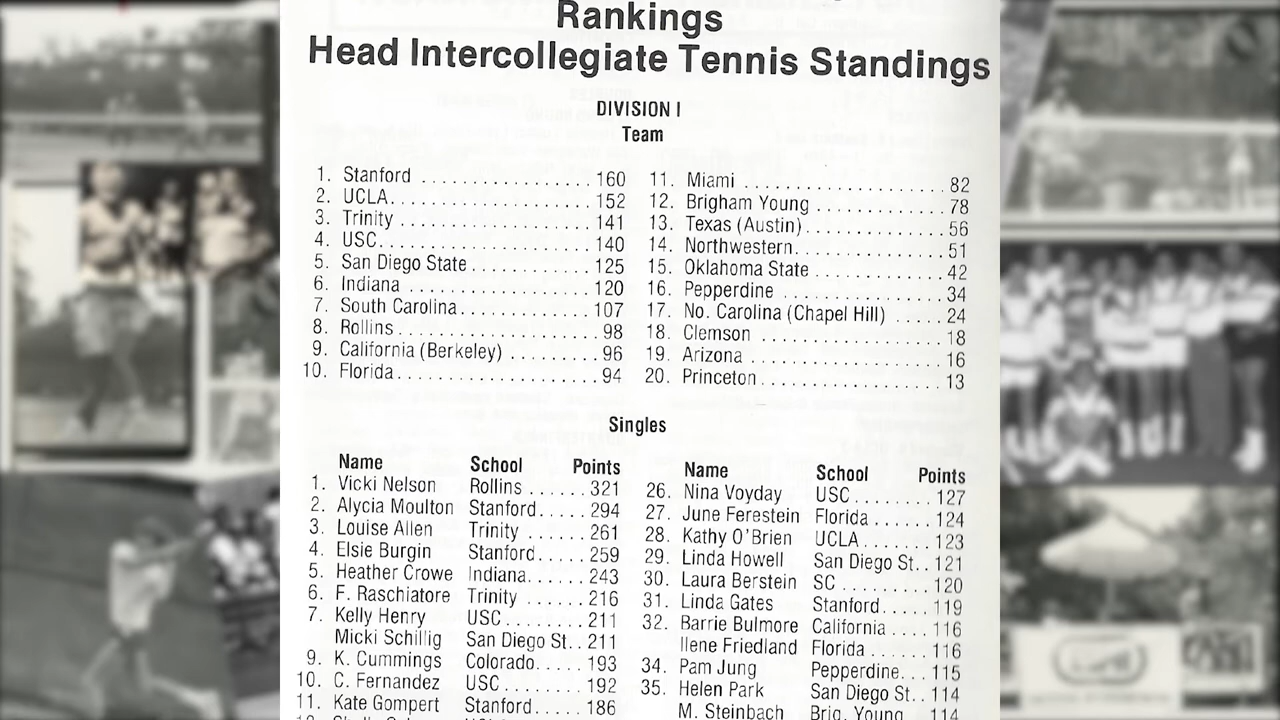 Rankings
Head Intercollegiate Tennis Standings
DIVISION I
Team
1. Stanford .................. 160
2. UCLA. .................. 152
3. Trinity .................. 141
4. USC. .................. 140
5. San Diego State ............ 125
6. Indiana .................. 120
7. South Carolina. ............ 107
8. Rollins .................. 98
9. California (Berkeley) ......... 96
10. Florida. .................. 94
11. Miami .................. 82
12. Brigham Young ............ 78
13. Texas (Austin) ............ 56
14. Northwestern. ............ 51
15. Oklahoma State ............ 42
16. Pepperdine ............ 34
17. No. Carolina (Chapel Hill) ..... 24
18. Clemson .................. 18
19. Arizona .................. 16
20. Princeton .................. 13
Singles
Name School Points
1. Vicki Nelson Rollins ...... 321
2. Alycia Moulton Stanford ..... 294
3. Louise Allen Trinity ...... 261
4. Elsie Burgin Stanford ..... 259
5. Heather Crowe Indiana ...... 243
6. F. Raschiatore Trinity ...... 216
7. Kelly Henry USC ........ 211
Micki Schillig San Diego St. . 211
9. K. Cummings Colorado ..... 193
10. C. Fernandez USC ........ 192
11. Kate Gompert Stanford ..... 186
Name School Points
26. Nina Voyday USC ........ 127
27. June Ferestein Florida ...... 124
28. Kathy O'Brien UCLA ...... 123
29. Linda Howell San Diego St. . 121
30. Laura Berstein SC ........ 120
31. Linda Gates Stanford ..... 119
32. Barrie Bulmore California .... 116
Ilene Friedland Florida ...... 116
34. Pam Jung Pepperdine... 115
35. Helen Park San Diego St. . 114
M. Steinbach Brig. Young .. 114